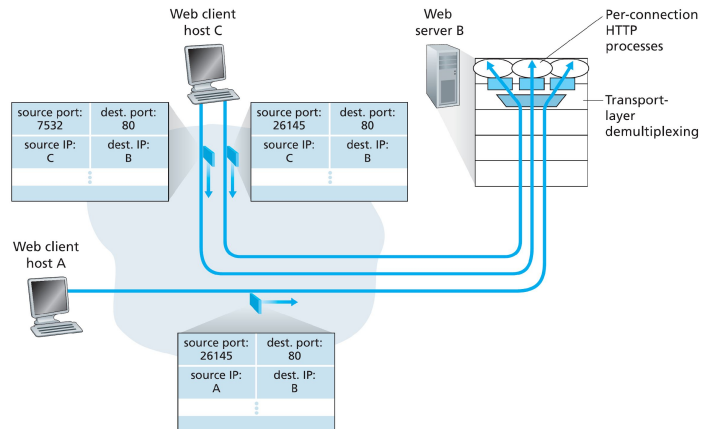 Web client
host C
Web
server B
Per-connection
HTTP
processes
Transport-
layer
demultiplexing
source port:
7532
dest. port:
80
source IP:
C
dest. IP:
B
source port:
26145
dest. port:
80
source IP:
C
dest. IP:
B
Web client
host A
source port:
26145
dest. port:
80
source IP:
A
dest. IP:
B